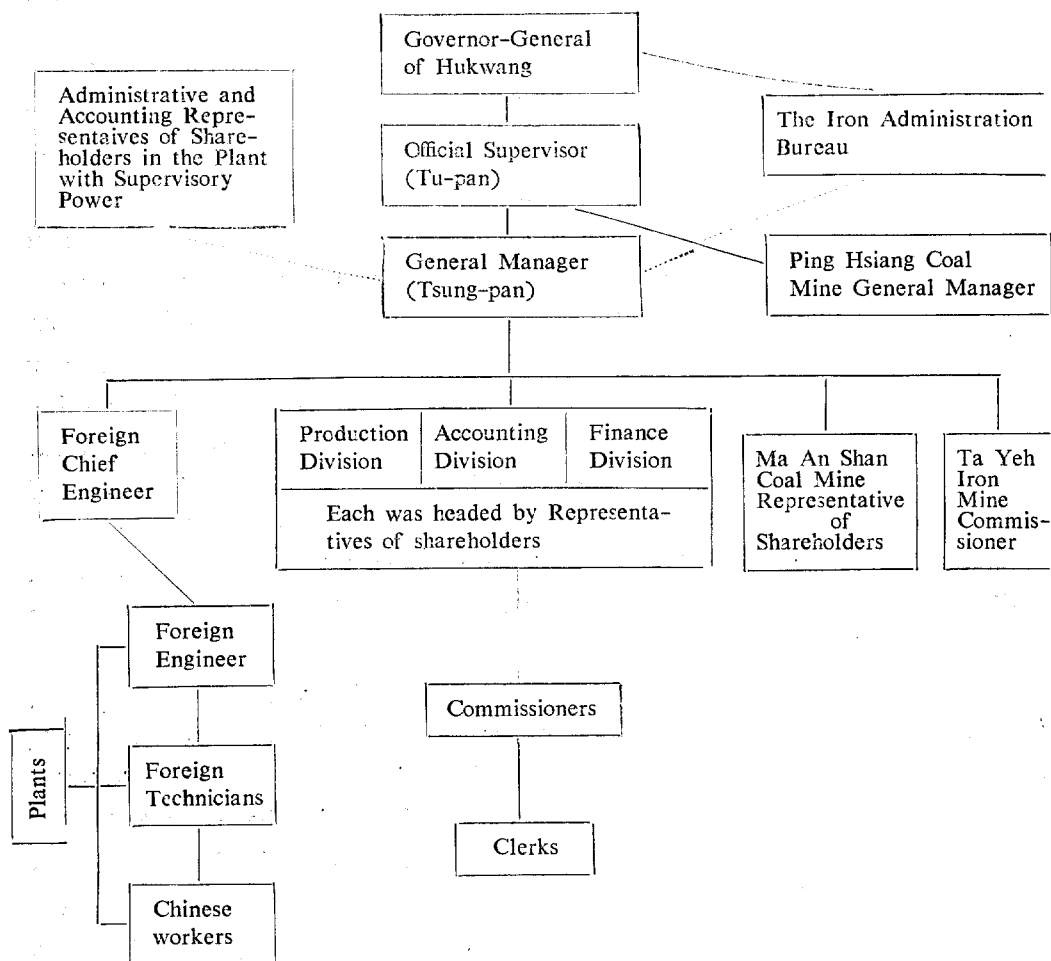 Governor-General
of Hukwang
Administrative and
Accounting Repre-
sentaives of Share-
holders in the Plant
with Supervisory
Power
Official Supervisor
(Tu-pan)
The Iron Administration
Bureau
General Manager
(Tsung-pan)
Ping Hsiang Coal
Mine General Manager
Foreign
Chief
Engineer
Production
Division
Accounting
Division
Finance
Division
Each was headed by Representa-
tives of shareholders
Ma An Shan
Coal Mine
Representative
of
Shareholders
Ta Yeh
Iron
Mine
Commis-
sioner
Foreign
Engineer
Commissioners
Plants
Foreign
Technicians
Clerks
Chinese
workers